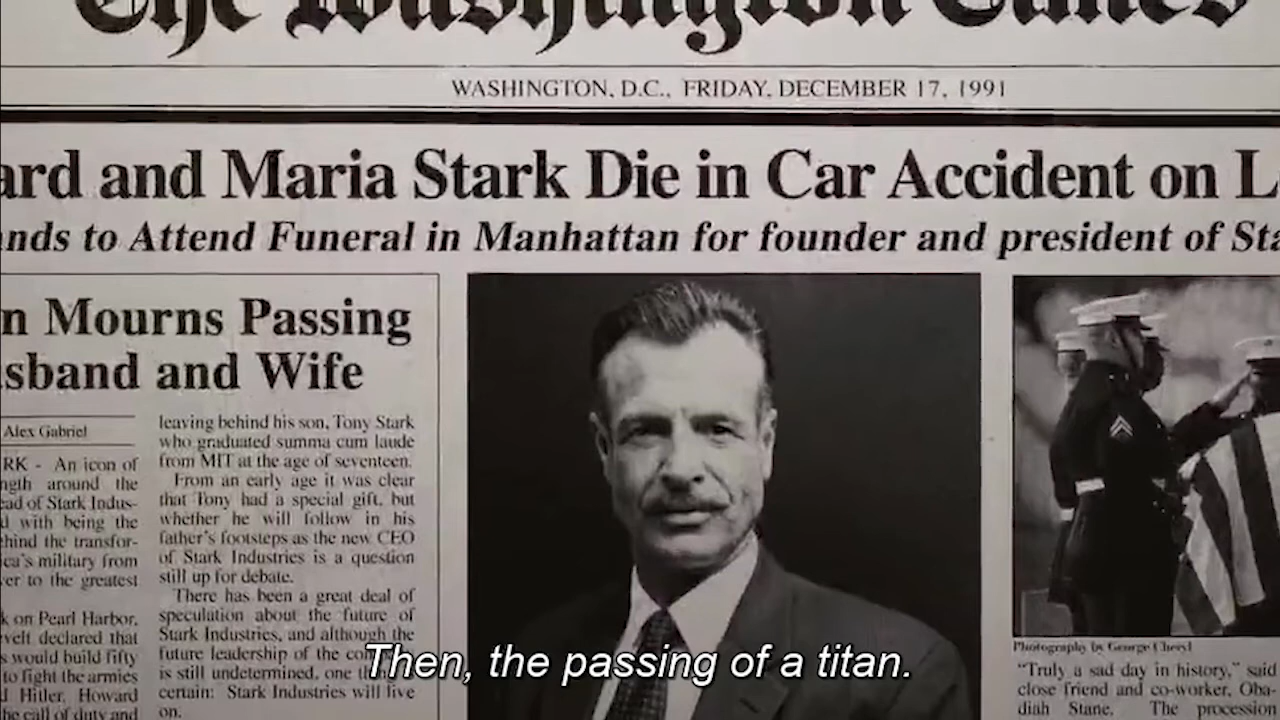 The Washington Times
WASHINGTON, D.C., FRIDAY, DECEMBER 17, 1991
ard and Maria Stark Die in Car Accident on L
nds to Attend Funeral in Manhattan for founder and president of Sta
n Mourns Passing
sband and Wife
Alex Gabriel
RK - An icon of
ngth around the
ead of Stark Indus-
d with being the
hind the transfor-
ica's military from
ver to the greatest
k on Pearl Harbor,
evelt declared that
s would build fifty
to fight the armies
d Hitler. Howard
he call of duty and
leaving behind his son, Tony Stark
who graduated summa cum laude
from MIT at the age of seventeen.
From an early age it was clear
that Tony had a special gift, but
whether he will follow in his
father's footsteps as the new CEO
of Stark Industries is a question
still up for debate.
There has been a great deal of
speculation about the future of
Stark Industries, and although the
future leadership of the co
is still undetermined, one t
certain: Stark Industries will live
on.
Photography by George Cheryl
"Truly a sad day in history," said
close friend and co-worker, Oba-
diah Stane. The procession
Then, the passing of a titan.